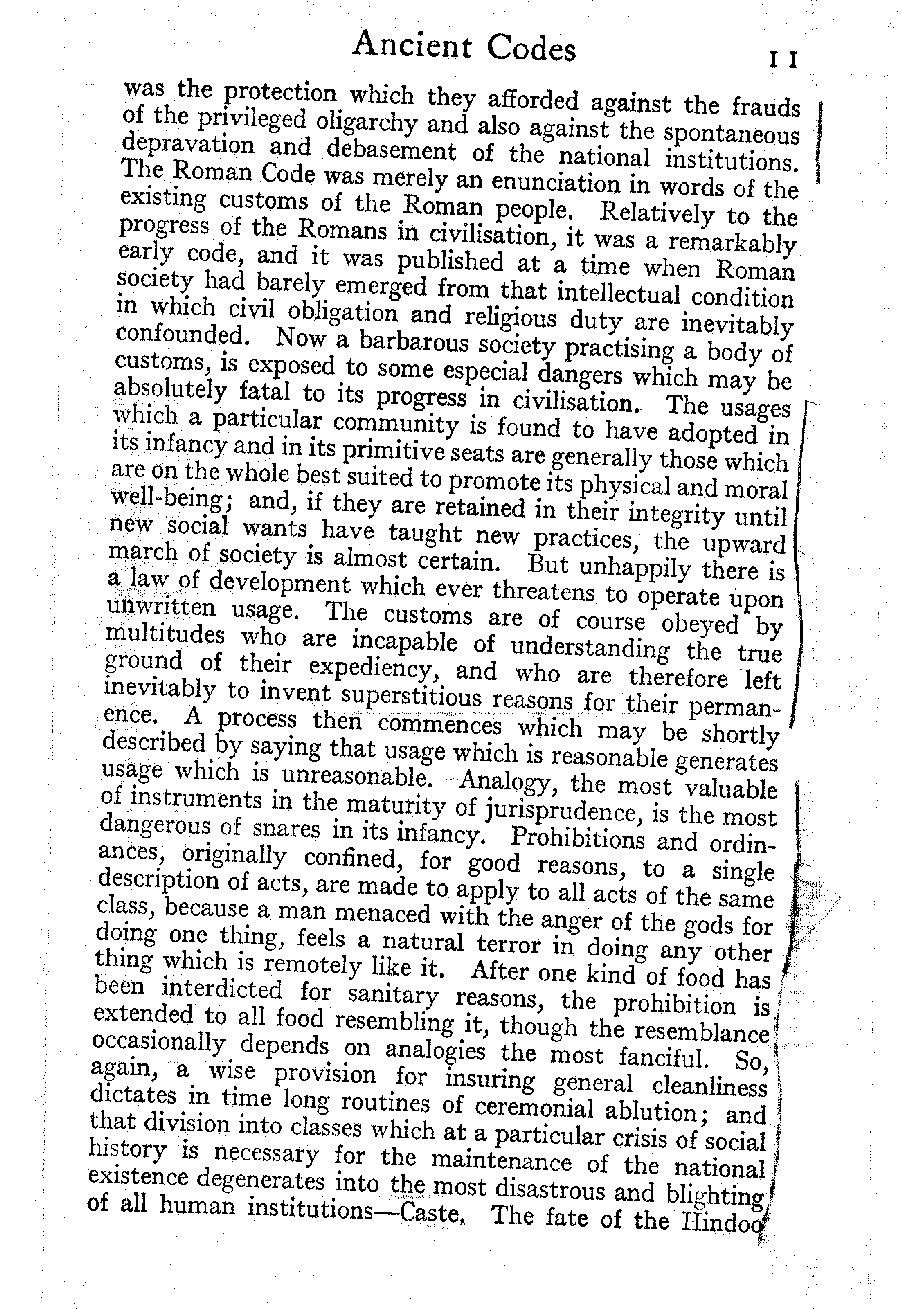 Ancient Codes 11
was the protection which they afforded against the frauds
of the privileged oligarchy and also against the spontaneous
depravation and debasement of the national institutions.
The Roman Code was merely an enunciation in words of the
existing customs of the Roman people. Relatively to the
progress of the Romans in civilisation, it was a remarkably
early code, and it was published at a time when Roman
society had barely emerged from that intellectual condition
in which civil obligation and religious duty are inevitably
confounded. Now a barbarous society practising a body of
customs, is exposed to some especial dangers which may be
absolutely fatal to its progress in civilisation. The usages
which a particular community is found to have adopted in
its infancy and in its primitive seats are generally those which
are on the whole best suited to promote its physical and moral
well-being; and, if they are retained in their integrity until
new social wants have taught new practices, the upward
march of society is almost certain. But unhappily there is
a law of development which ever threatens to operate upon
unwritten usage. The customs are of course obeyed by
multitudes who are incapable of understanding the true
ground of their expediency, and who are therefore left
inevitably to invent superstitious reasons for their perman-
ence. A process then commences which may be shortly
described by saying that usage which is reasonable generates
usage which is unreasonable. Analogy, the most valuable
of instruments in the maturity of jurisprudence, is the most
dangerous of snares in its infancy. Prohibitions and ordin-
ances, originally confined, for good reasons, to a single
description of acts, are made to apply to all acts of the same
class, because a man menaced with the anger of the gods for
doing one thing, feels a natural terror in doing any other
thing which is remotely like it. After one kind of food has
been interdicted for sanitary reasons, the prohibition is
extended to all food resembling it, though the resemblance
occasionally depends on analogies the most fanciful. So,
again, a wise provision for insuring general cleanliness
dictates in time long routines of ceremonial ablution; and
that division into classes which at a particular crisis of social
history is necessary for the maintenance of the national
existence degenerates into the most disastrous and blighting
of all human institutions—Caste. The fate of the Hindoo